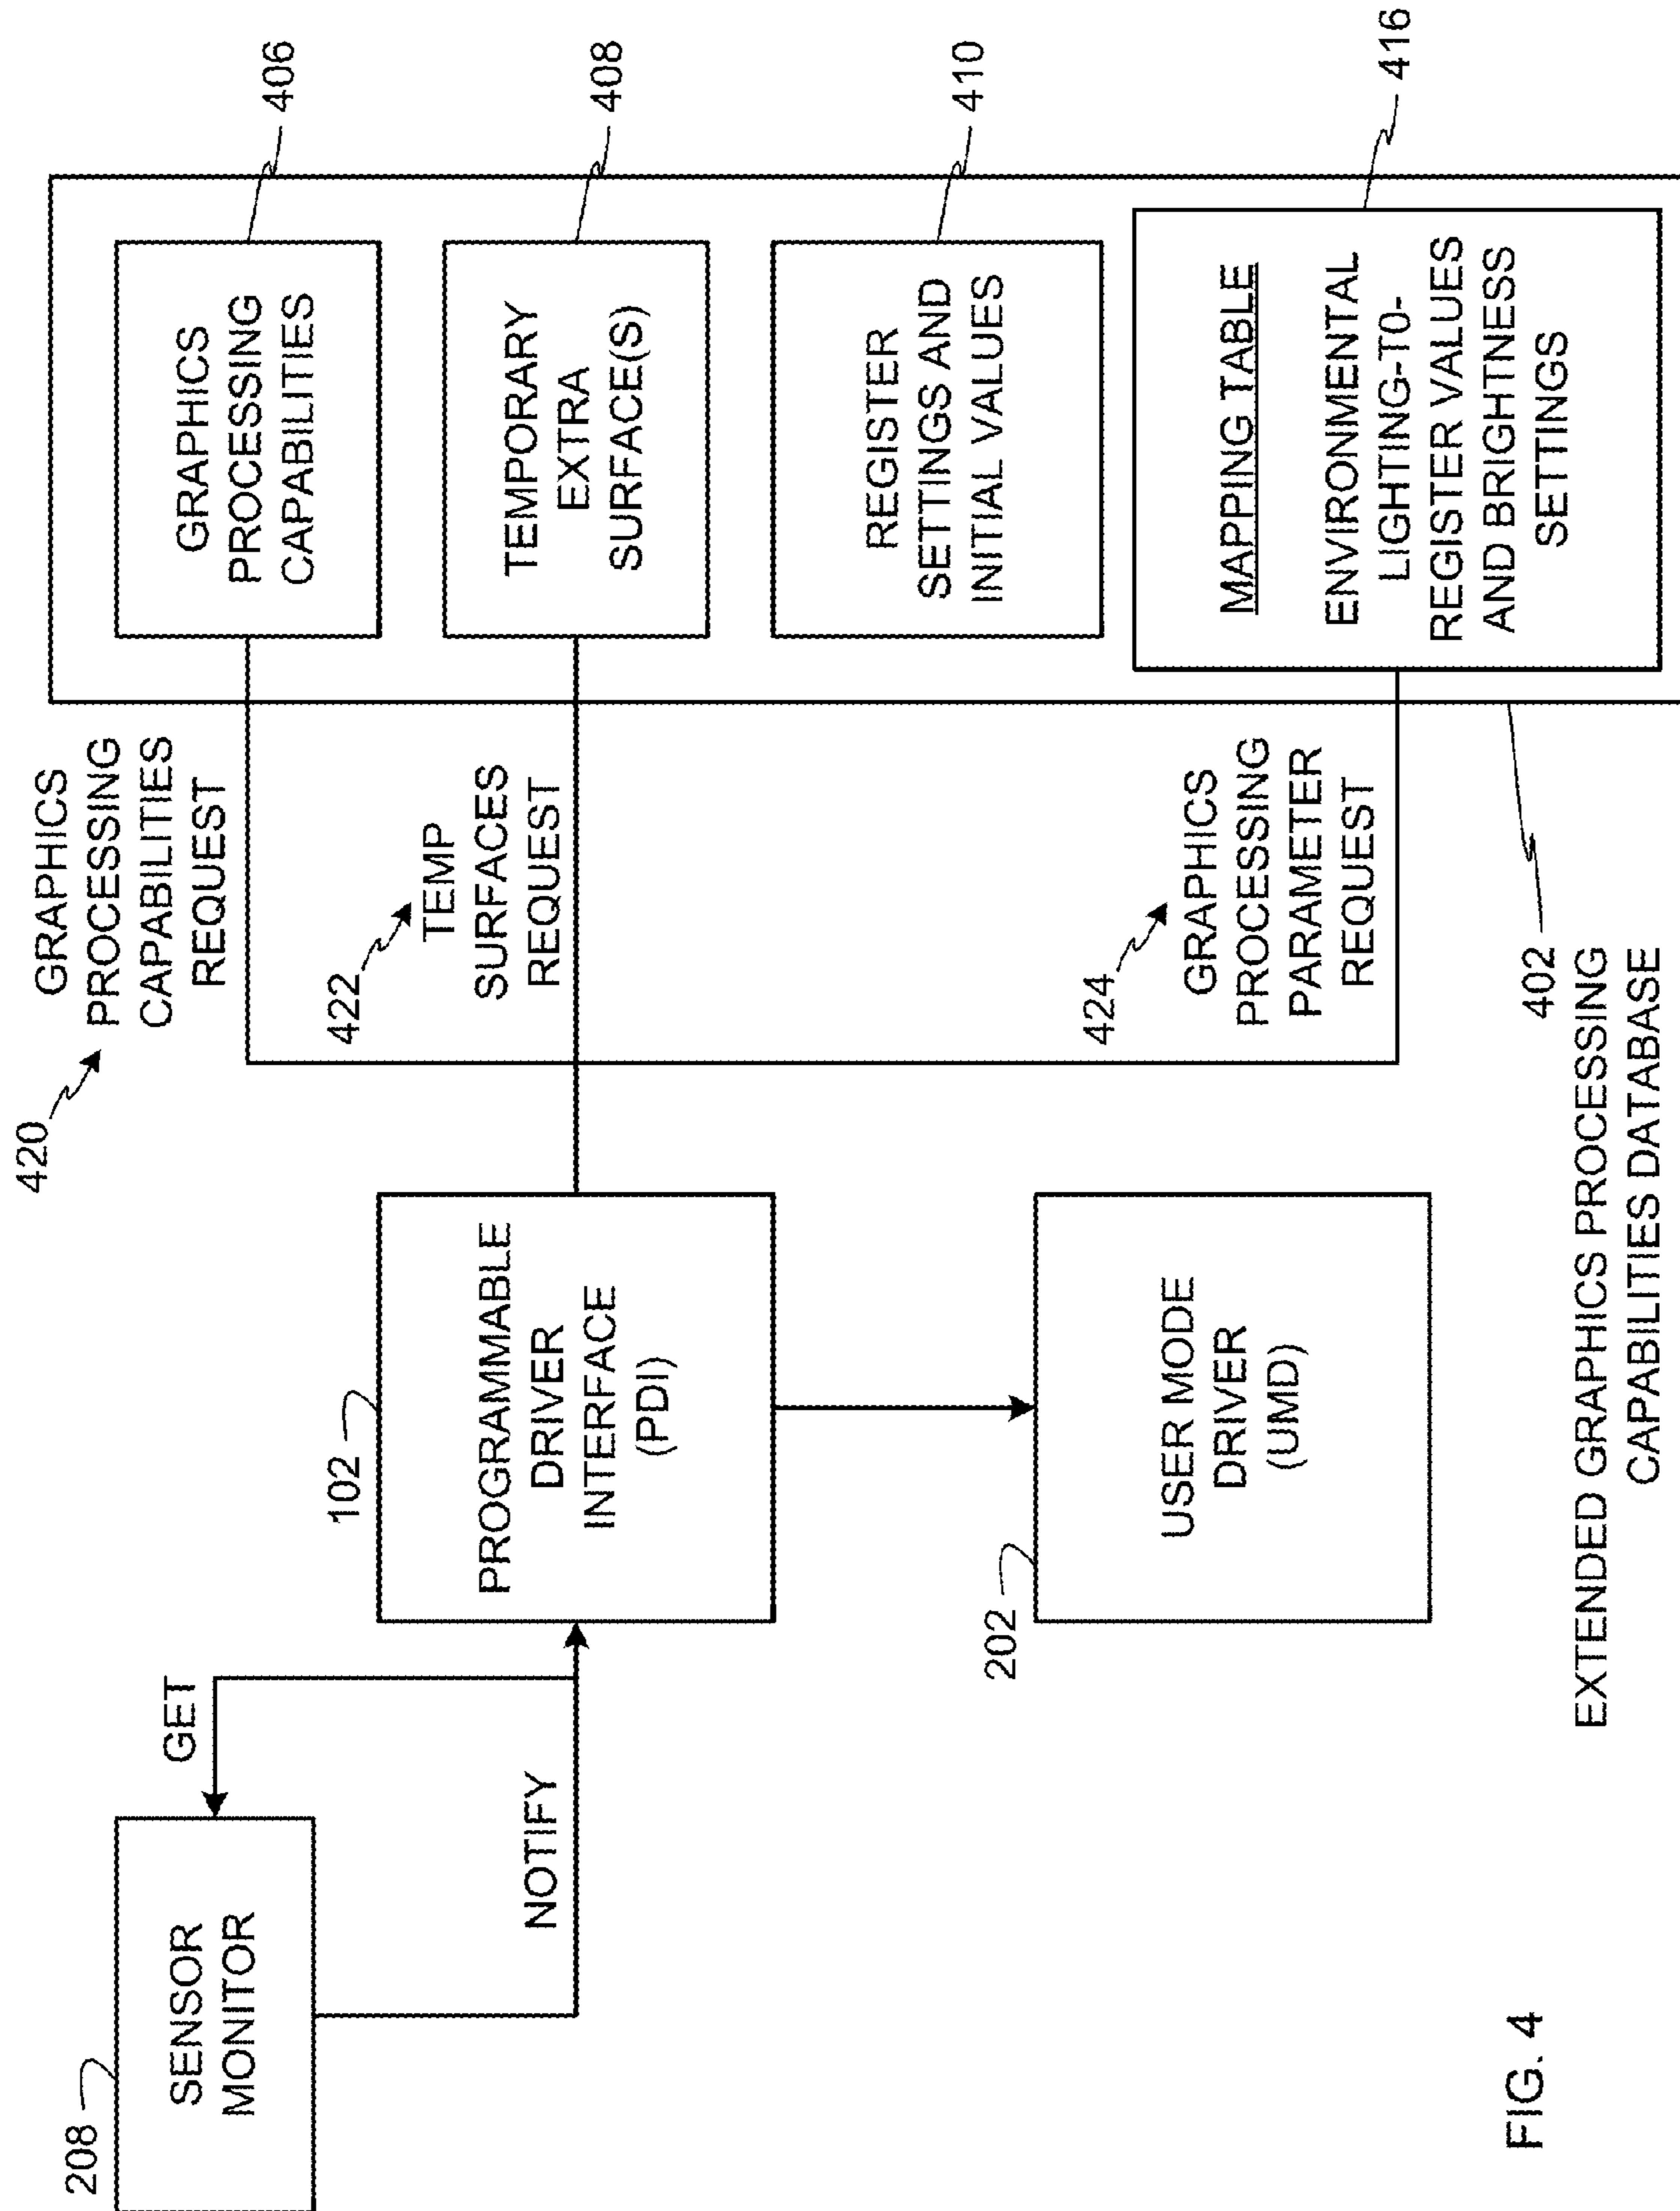 208
SENSOR
MONITOR
GET
NOTIFY
102
PROGRAMMABLE
DRIVER
INTERFACE
(PDI)
202
USER MODE
DRIVER
(UMD)
420
GRAPHICS
PROCESSING
CAPABILITIES
REQUEST
422
TEMP
SURFACES
REQUEST
424
GRAPHICS
PROCESSING
PARAMETER
REQUEST
GRAPHICS
PROCESSING
CAPABILITIES
406
TEMPORARY
EXTRA
SURFACE(S)
408
REGISTER
SETTINGS AND
INITIAL VALUES
410
MAPPING TABLE
ENVIRONMENTAL
LIGHTING-T0-
REGISTER VALUES
AND BRIGHTNESS
SETTINGS
416
402
EXTENDED GRAPHICS PROCESSING
CAPABILITIES DATABASE
FIG. 4